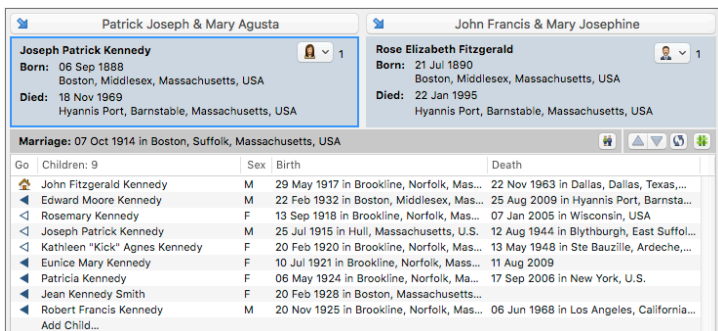 Patrick Joseph & Mary Agusta
John Francis & Mary Josephine
Joseph Patrick Kennedy
1
Born: 06 Sep 1888
Boston, Middlesex, Massachusetts, USA
Died: 18 Nov 1969
Hyannis Port, Barnstable, Massachusetts, USA
Rose Elizabeth Fitzgerald
1
Born: 21 Jul 1890
Boston, Middlesex, Massachusetts, USA
Died: 22 Jan 1995
Hyannis Port, Barnstable, Massachusetts, USA
Marriage: 07 Oct 1914 in Boston, Suffolk, Massachusetts, USA
Go Children: 9 Sex Birth Death
John Fitzgerald Kennedy M 29 May 1917 in Brookline, Norfolk, Mas... 22 Nov 1963 in Dallas, Dallas, Texas,...
Edward Moore Kennedy M 22 Feb 1932 in Boston, Middlesex, Mas... 25 Aug 2009 in Hyannis Port, Barnsta...
Rosemary Kennedy F 13 Sep 1918 in Brookline, Norfolk, Mas... 07 Jan 2005 in Wisconsin, USA
Joseph Patrick Kennedy M 25 Jul 1915 in Hull, Massachusetts, U.S. 12 Aug 1944 in Blythburgh, East Suffol...
Kathleen "Kick" Agnes Kennedy F 20 Feb 1920 in Brookline, Norfolk, Mas... 13 May 1948 in Ste Bauzille, Ardeche,...
Eunice Mary Kennedy F 10 Jul 1921 in Brookline, Norfolk, Mass... 11 Aug 2009
Patricia Kennedy F 06 May 1924 in Brookline, Norfolk, Ma... 17 Sep 2006 in New York, U.S.
Jean Kennedy Smith F 20 Feb 1928 in Boston, Massachusetts...
Robert Francis Kennedy M 20 Nov 1925 in Brookline, Norfolk, Ma... 06 Jun 1968 in Los Angeles, California...
Add Child...